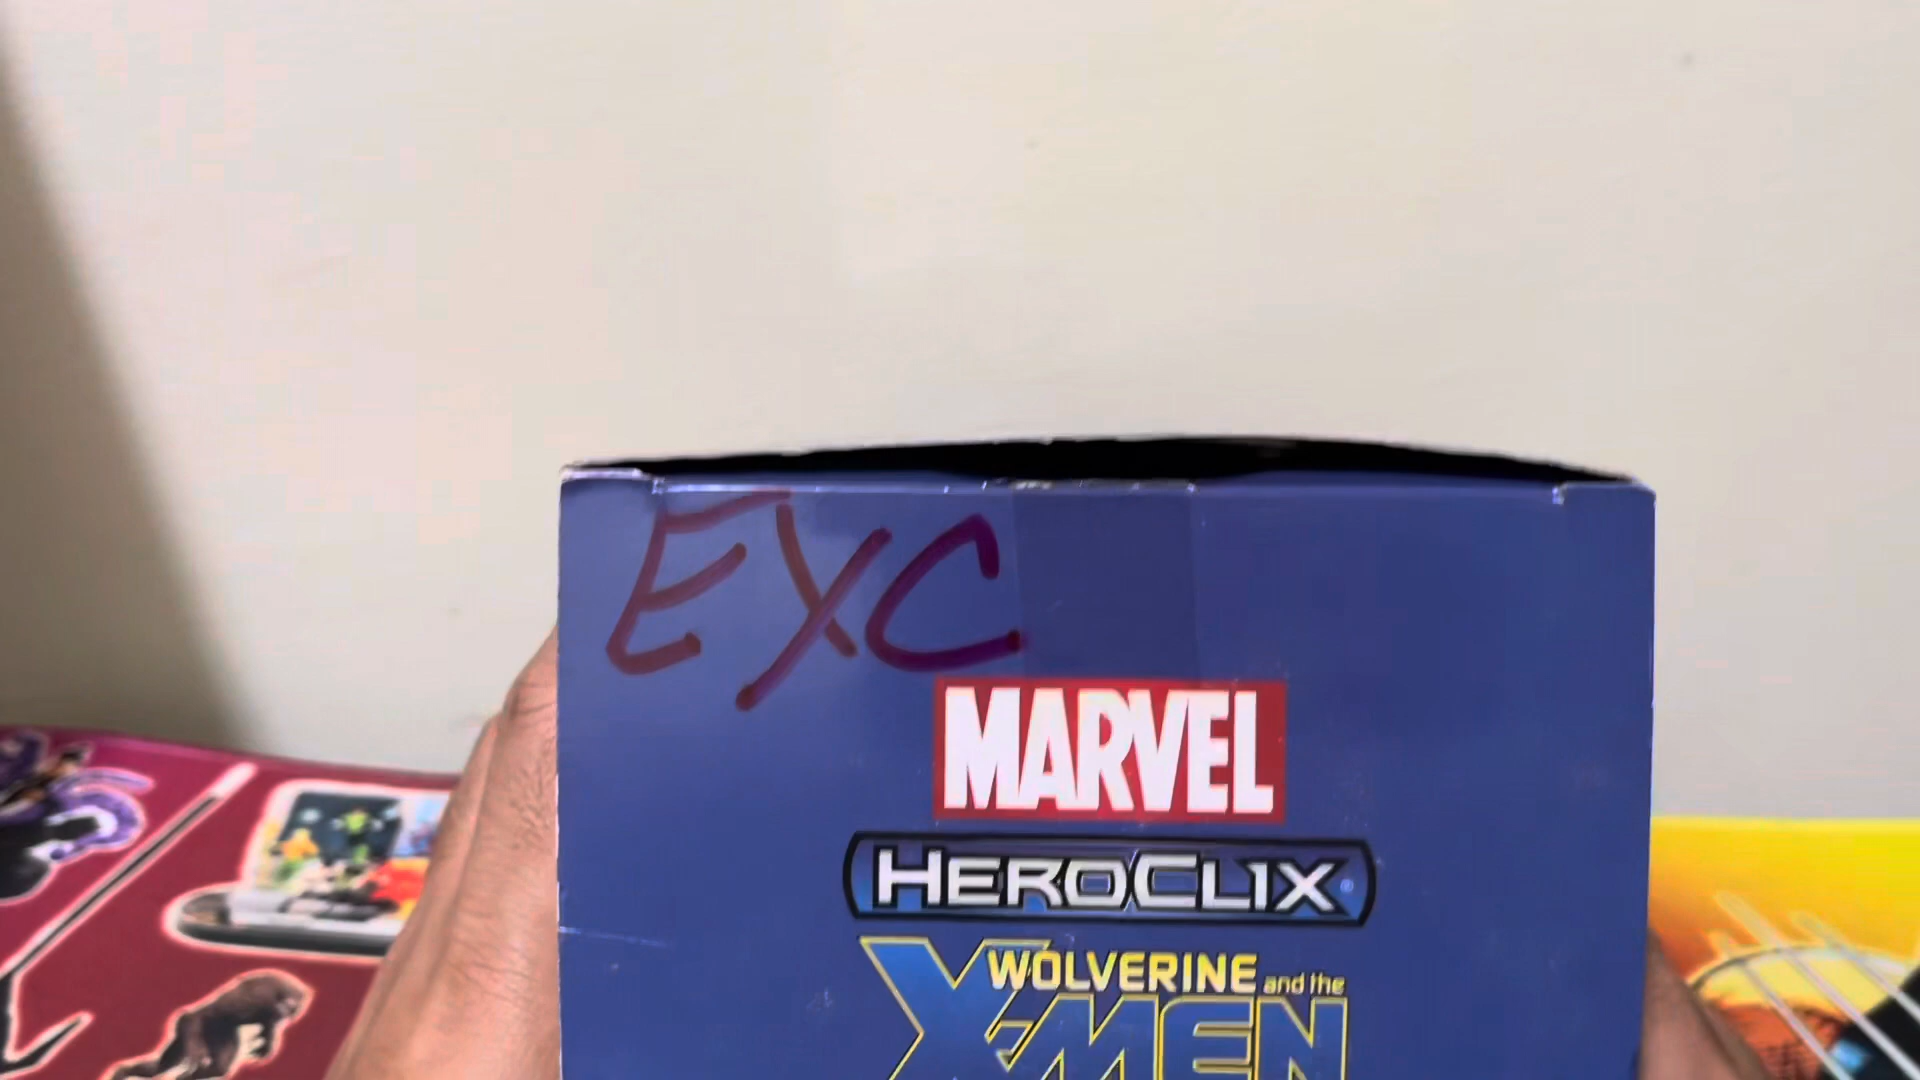 EXC
MARVEL
HEROCLIX
WOLVERINE and the
X-MEN